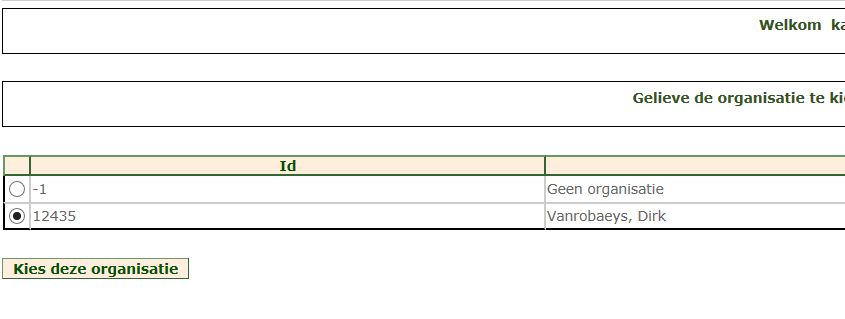 Welkom
Gelieve de organisatie te
Id
-1 Geen organisatie
12435 Vanrobaeys, Dirk
Kies deze organisatie